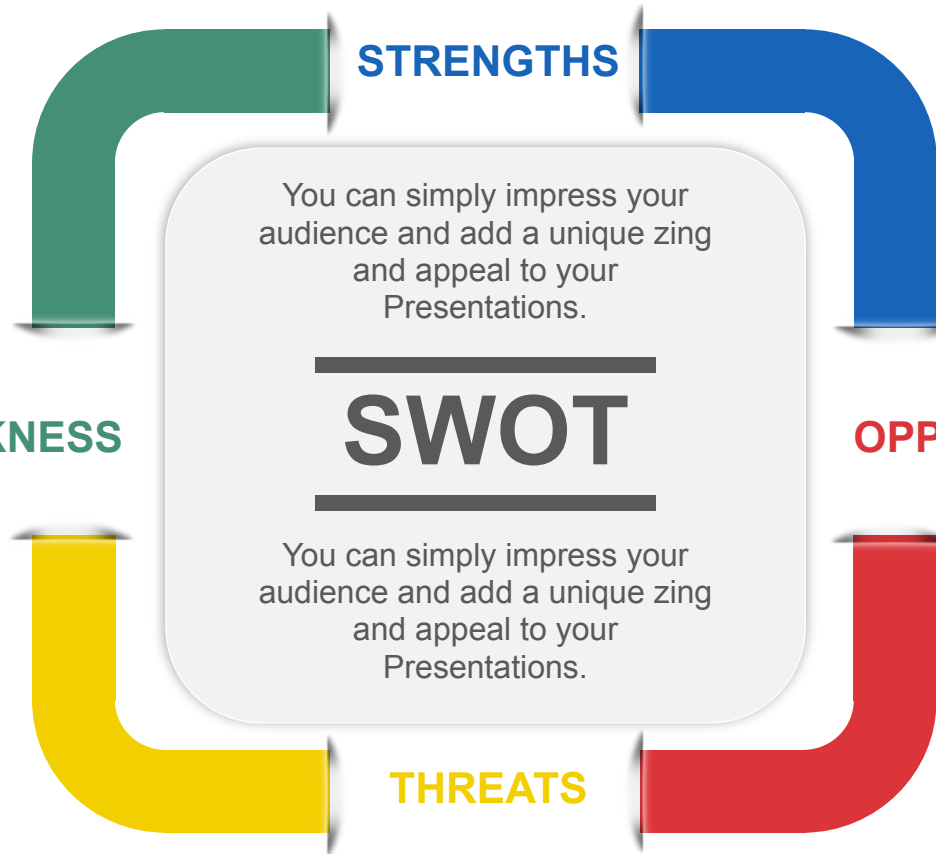 STRENGTHS
You can simply impress your
audience and add a unique zing
and appeal to your
Presentations.
SWOT
KNESS
OPP
You can simply impress your
audience and add a unique zing
and appeal to your
Presentations.
THREATS